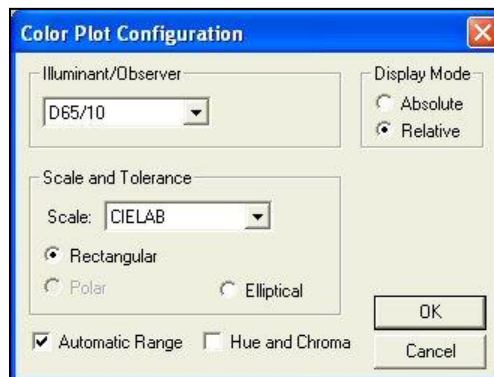 Color Plot Configuration
Illuminant/Observer
D65/10
Display Mode
Absolute
Relative
Scale and Tolerance
Scale: CIELAB
Rectangular
Polar
Elliptical
Automatic Range
Hue and Chroma
OK
Cancel